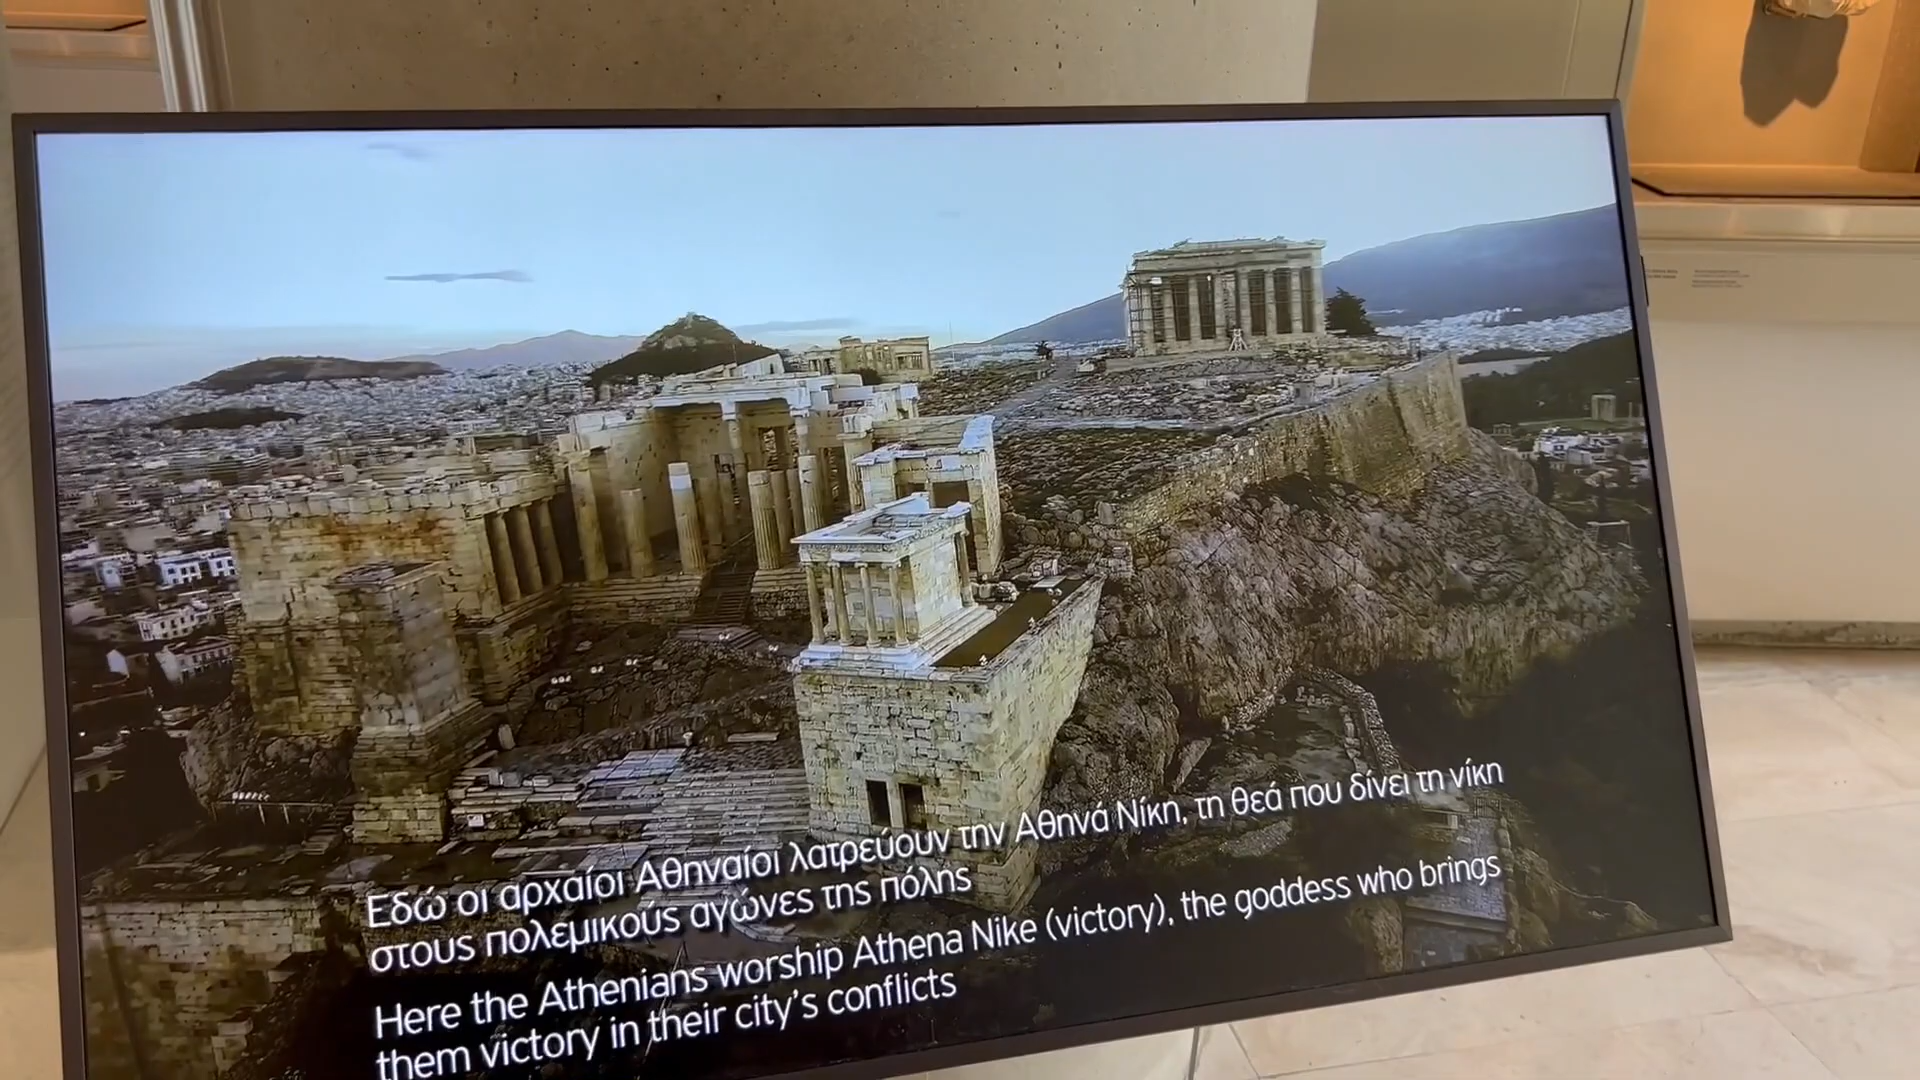 Εδώ οι αρχαίοι Αθηναίοι λατρεύουν την Αθηνά Νίκη, τη θεά που δίνει τη νίκη
στους πολεμικούς αγώνες της πόλης
Here the Athenians worship Athena Nike (victory), the goddess who brings
them victory in their city's conflicts